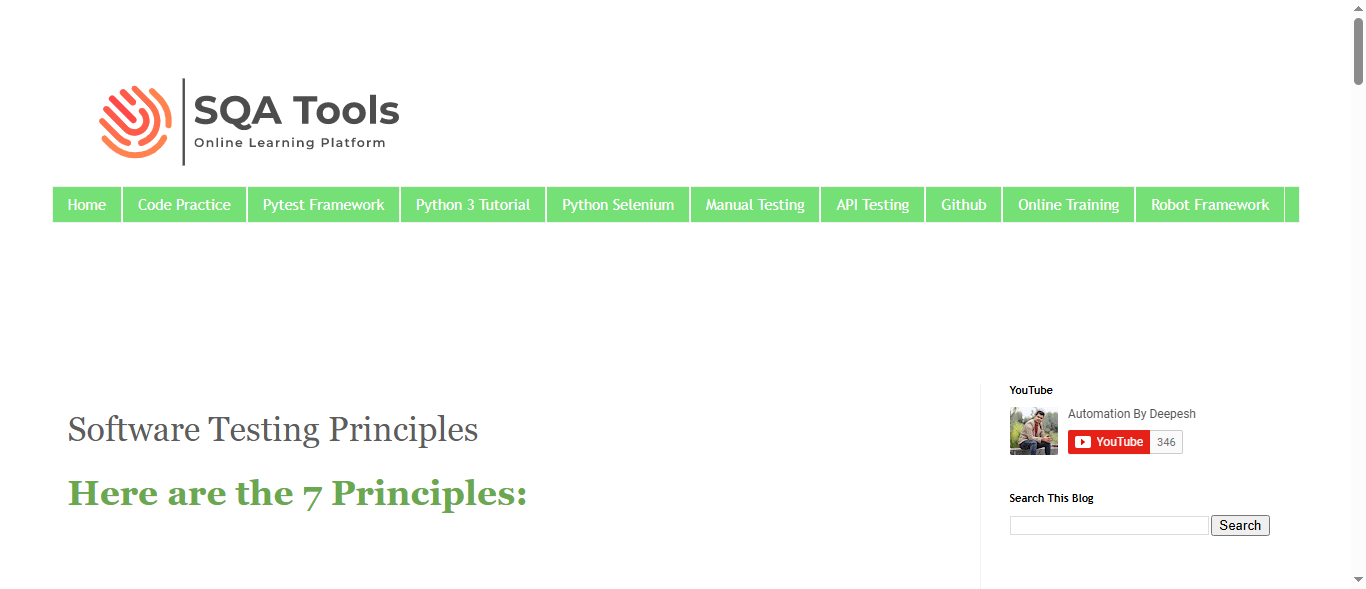 SQA Tools
Online Learning Platform
Home Code Practice Pytest Framework Python 3 Tutorial Python Selenium Manual Testing API Testing Github Online Training Robot Framework
Software Testing Principles
Here are the 7 Principles:
YouTube
Automation By Deepesh
YouTube 346
Search This Blog
Search